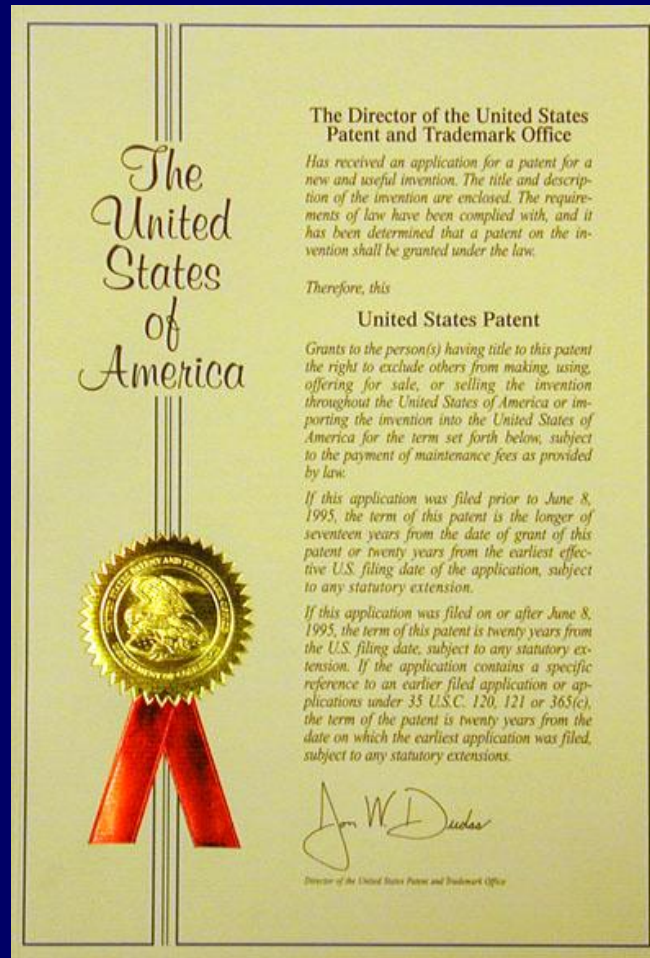 The
United
States
of
America
The Director of the United States
Patent and Trademark Office
Has received an application for a patent for a
new and useful invention. The title and descrip-
tion of the invention are enclosed. The require-
ments of law have been complied with, and it
has been determined that a patent on the in-
vention shall be granted under the law.
Therefore, this
United States Patent
Grants to the person(s) having title to this patent
the right to exclude others from making, using,
offering for sale, or selling the invention
throughout the United States of America or im-
porting the invention into the United States of
America for the term set forth below, subject
to the payment of maintenance fees as provided
by law.
If this application was filed prior to June 8,
1995, the term of this patent is the longer of
seventeen years from the date of grant of this
patent or twenty years from the earliest effec-
tive U.S. filing date of the application, subject
to any statutory extension.
If this application was filed on or after June 8,
1995, the term of this patent is twenty years from
the U.S. filing date, subject to any statutory ex-
tension. If the application contains a specific
reference to an earlier filed application or ap-
plications under 35 U.S.C. 120, 121 or 365(c),
the term of the patent is twenty years from the
date on which the earliest application was filed,
subject to any statutory extensions.
Jon W Dudas
Director of the United States Patent and Trademark Office